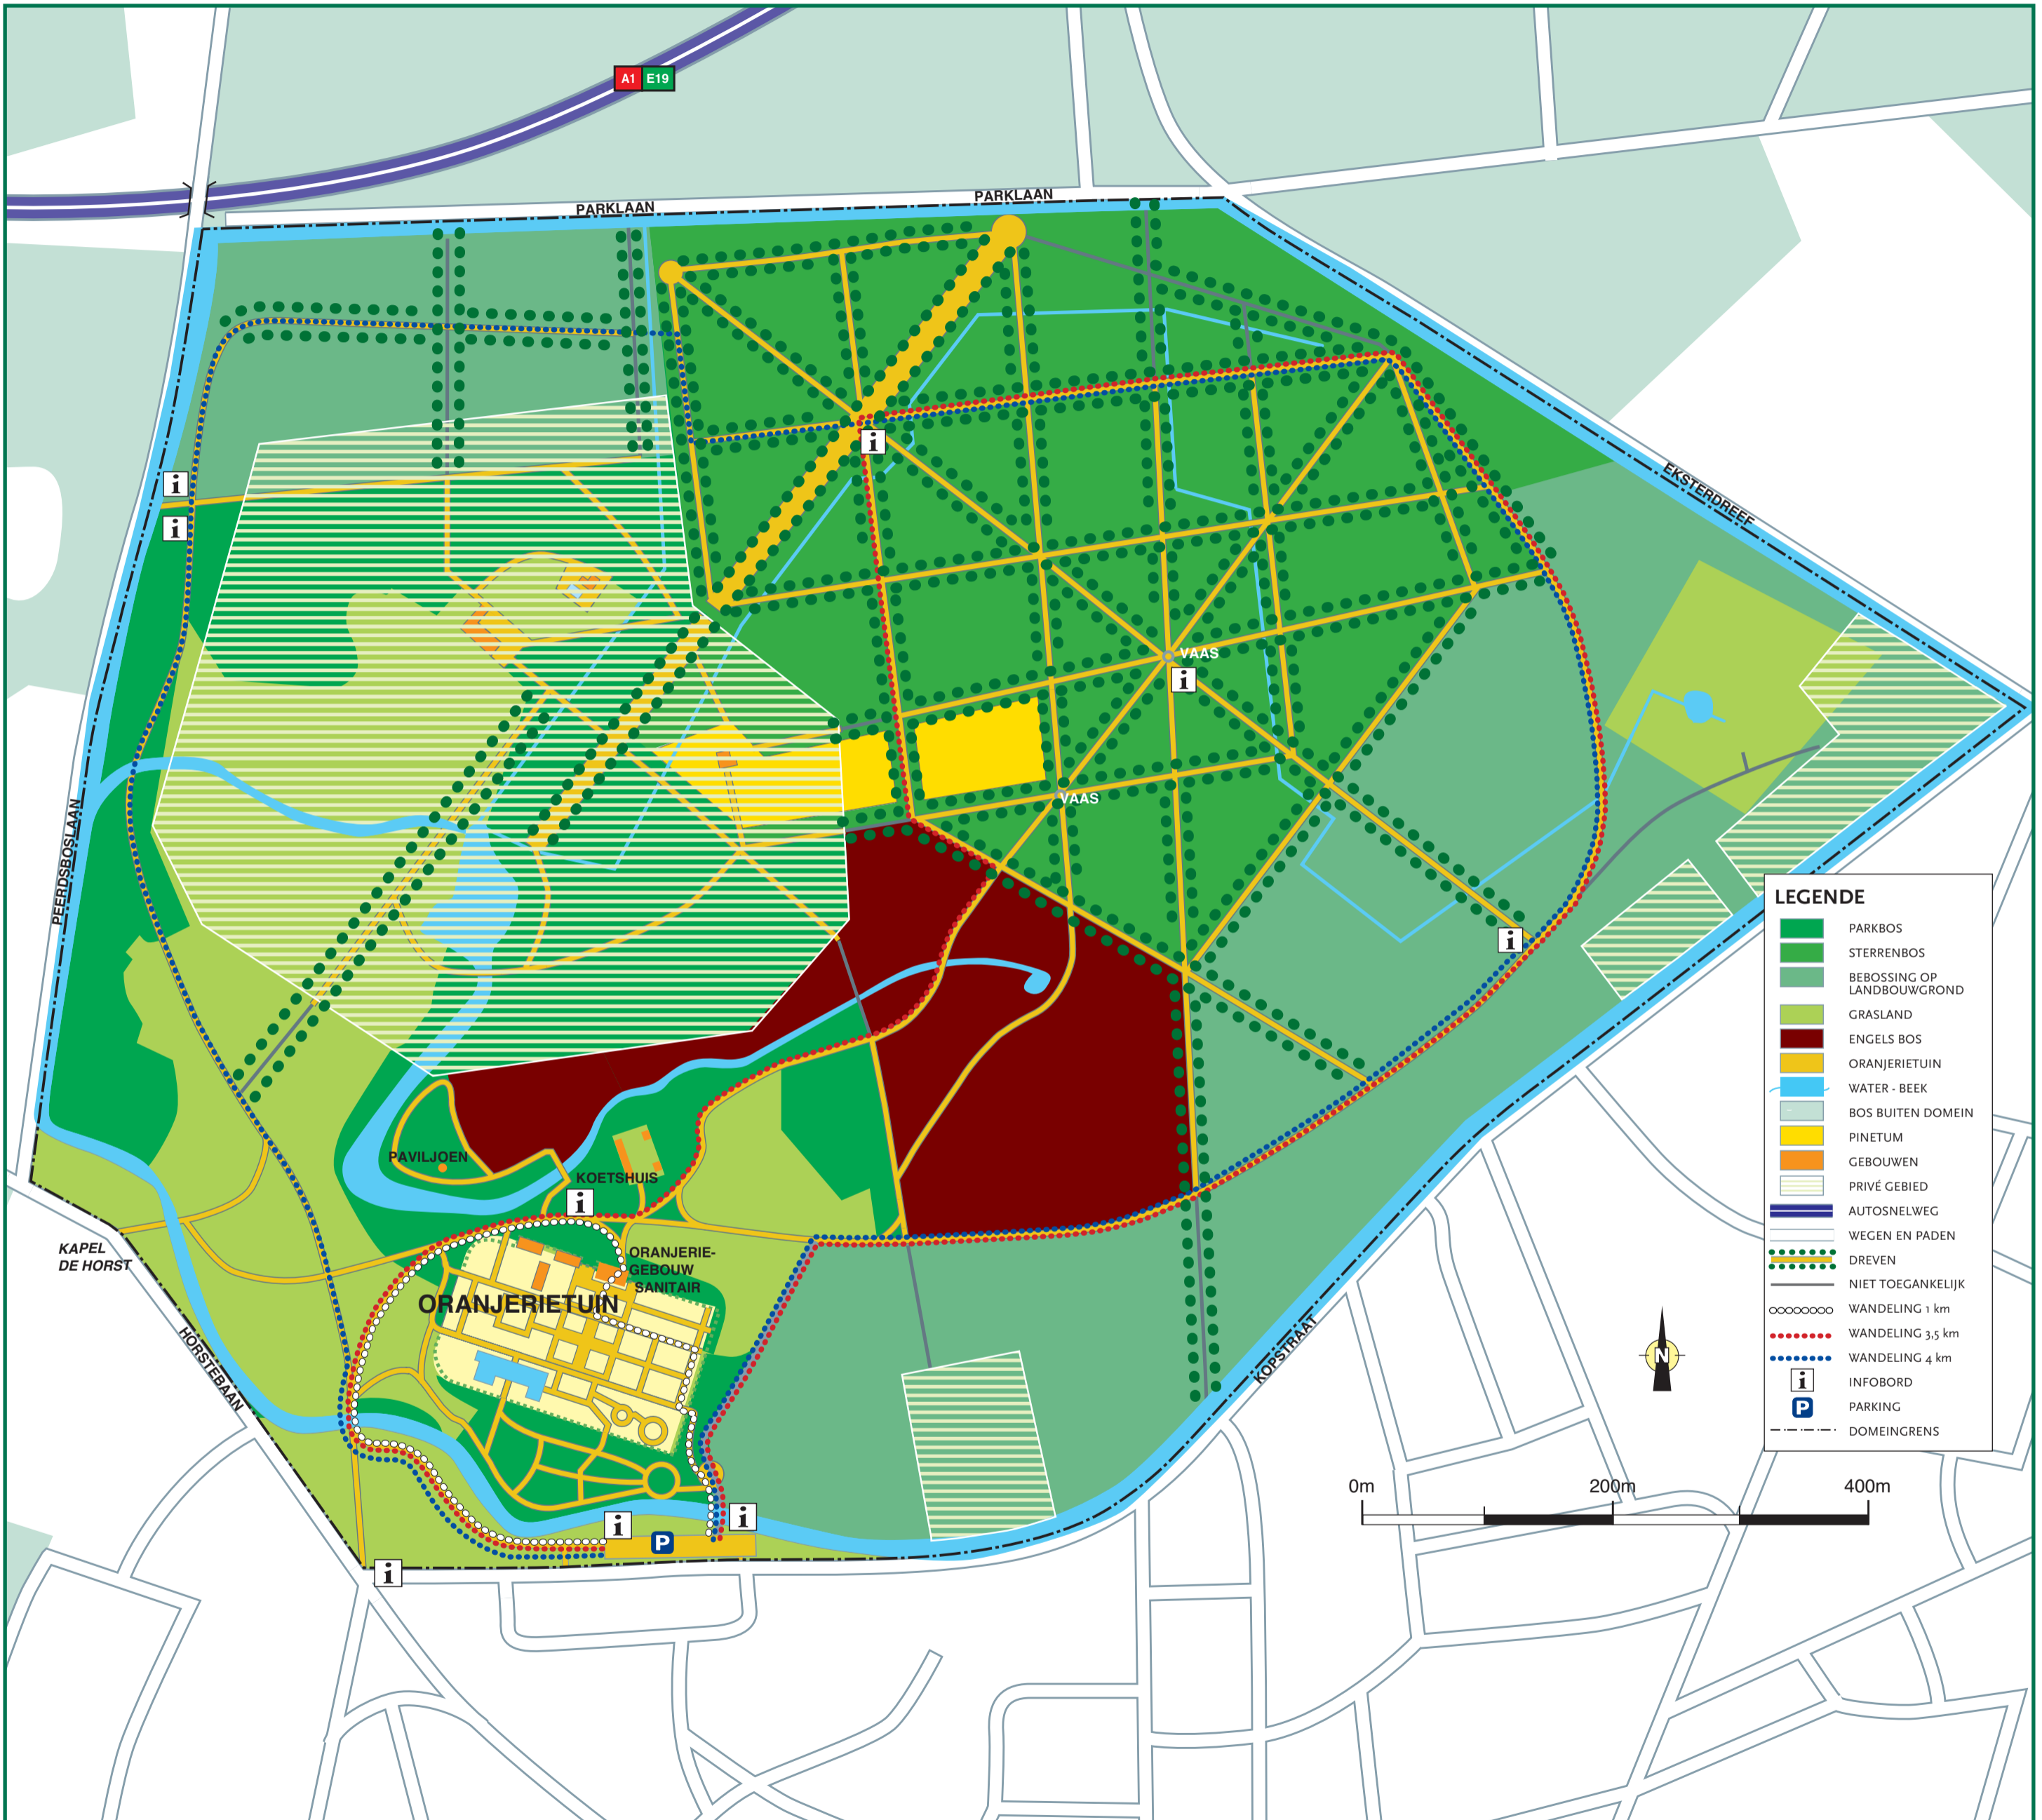 A1 E19
PARKLAAN
PARKLAAN
EKSTERDREEF
i
i
i
VAAS
i
VAAS
PEERDSBOSLAAN
i
PAVILJOEN
KOETSHUIS
i
KAPEL
DE HORST
ORANJERIE-
GEBOUW
SANITAIR
ORANJERIETUIN
HORSTEBAAN
KOPSTRAAT
i
P
i
i
LEGENDE
PARKBOS
STERRENBOS
BEBOSSING OP
LANDBOUWGROND
GRASLAND
ENGELS BOS
ORANJERIETUIN
WATER - BEEK
BOS BUITEN DOMEIN
PINETUM
GEBOUWEN
PRIVÉ GEBIED
AUTOSNELWEG
WEGEN EN PADEN
DREVEN
NIET TOEGANKELIJK
WANDELING 1 km
WANDELING 3,5 km
WANDELING 4 km
i INFOBORD
P PARKING
DOMEINGRENS
N
0m 200m 400m